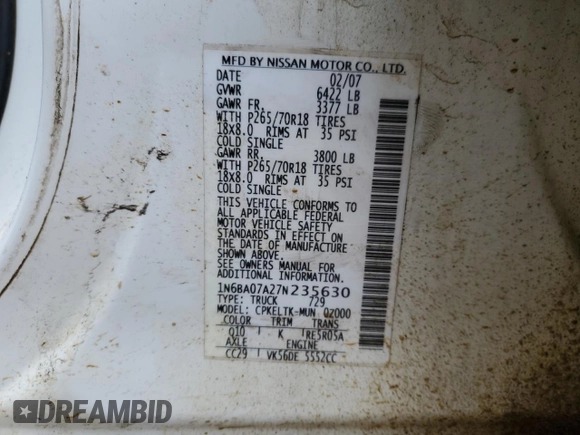 MFD BY NISSAN MOTOR CO., LTD.
DATE 02/07
GVWR 6422 LB
GAWR FR. 3377 LB
WITH P265/70R18 TIRES
18X8.0 RIMS AT 35 PSI
COLD SINGLE
GAWR RR. 3800 LB
WITH P265/70R18 TIRES
18X8.0 RIMS AT 35 PSI
COLD SINGLE
THIS VEHICLE CONFORMS TO
ALL APPLICABLE FEDERAL
MOTOR VEHICLE SAFETY
STANDARDS IN EFFECT ON
THE DATE OF MANUFACTURE
SHOWN ABOVE.
SEE OWNERS MANUAL FOR
ADDITIONAL INFORMATION.
1N6BA07A27N235630
TYPE: TRUCK 729
MODEL: CPKELTK-MUN Q2000
COLOR TRIM TRANS
Q10 K RE5R05A
AXLE ENGINE
CC29 VK56DE 5552CC
DREAMBID